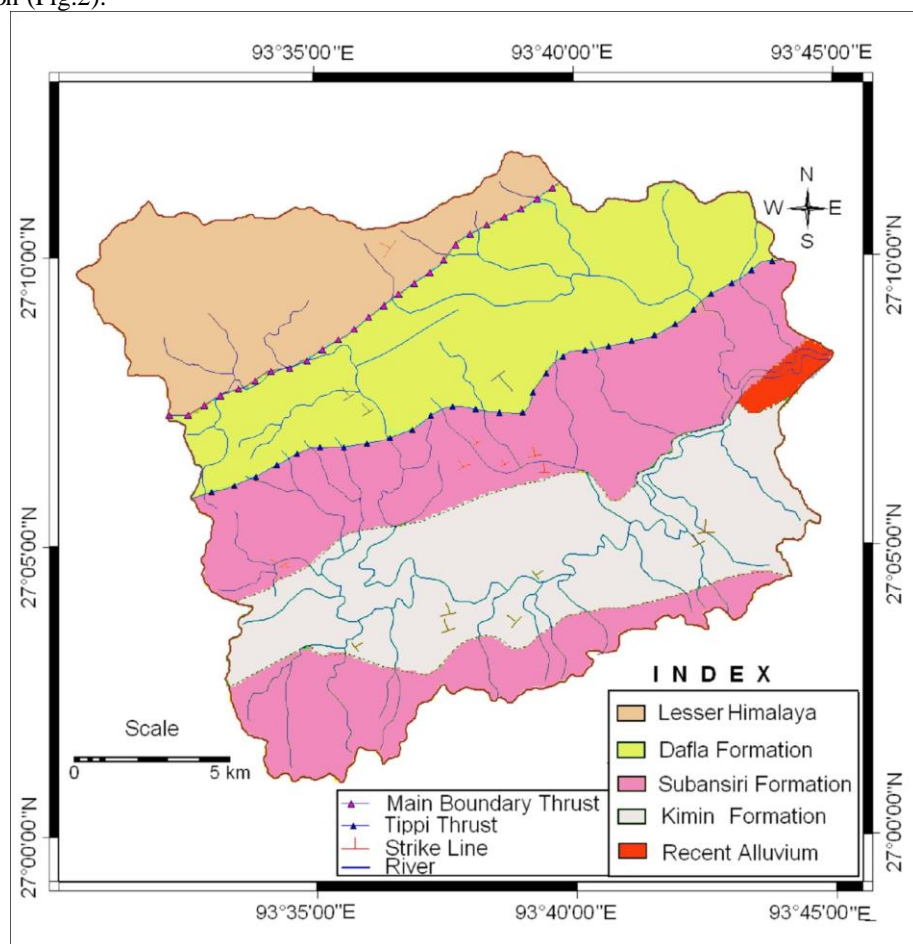 on (Fig.2).
93°35'00"E 93°40'00"E 93°45'00"E
N
W E
S
27°10'00"N 27°10'00"N
27°05'00"N 27°05'00"N
27°00'00"N 27°00'00"N
Scale
0 5 km
I N D E X
Lesser Himalaya
Dafla Formation
Subansiri Formation
Kimin Formation
Recent Alluvium
Main Boundary Thrust
Tippi Thrust
Strike Line
River
93°35'00"E 93°40'00"E 93°45'00"E